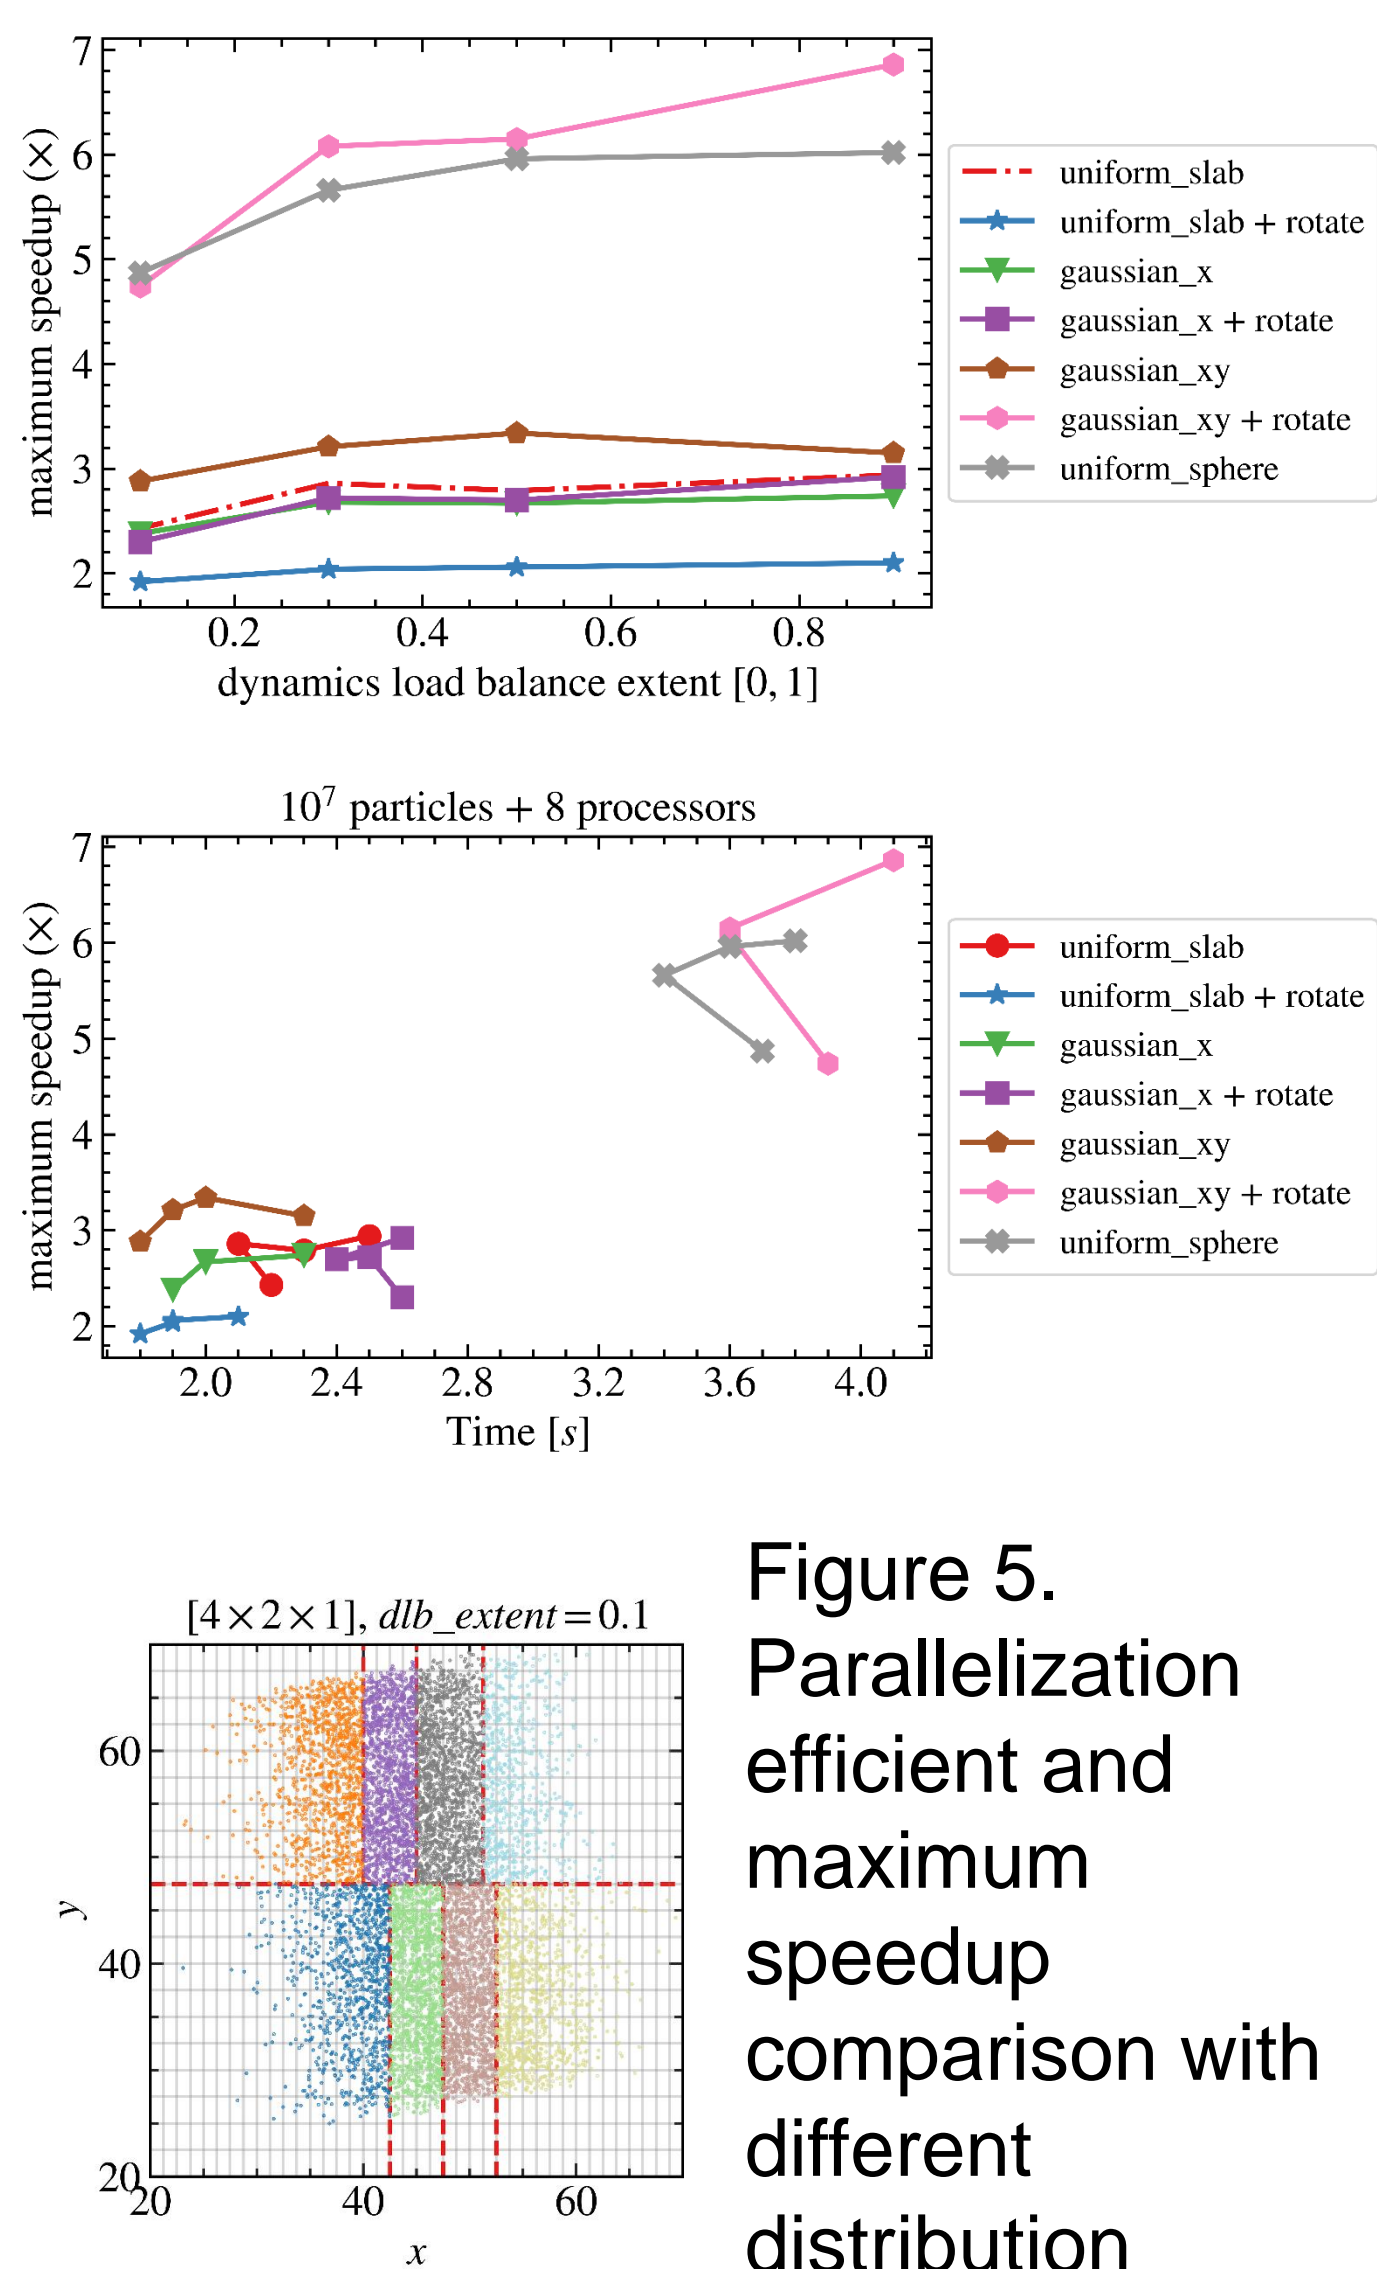 7
6
5
4
3
2
maximum speedup (×)
0.2 0.4 0.6 0.8
dynamics load balance extent [0, 1]
uniform_slab
uniform_slab + rotate
gaussian_x
gaussian_x + rotate
gaussian_xy
gaussian_xy + rotate
uniform_sphere
10⁷ particles + 8 processors
7
6
5
4
3
2
maximum speedup (×)
2.0 2.4 2.8 3.2 3.6 4.0
Time [s]
uniform_slab
uniform_slab + rotate
gaussian_x
gaussian_x + rotate
gaussian_xy
gaussian_xy + rotate
uniform_sphere
[4×2×1], dlb_extent=0.1
60
40
20
y
20 40 60
x
Figure 5.
Parallelization
efficient and
maximum
speedup
comparison with
different
distribution